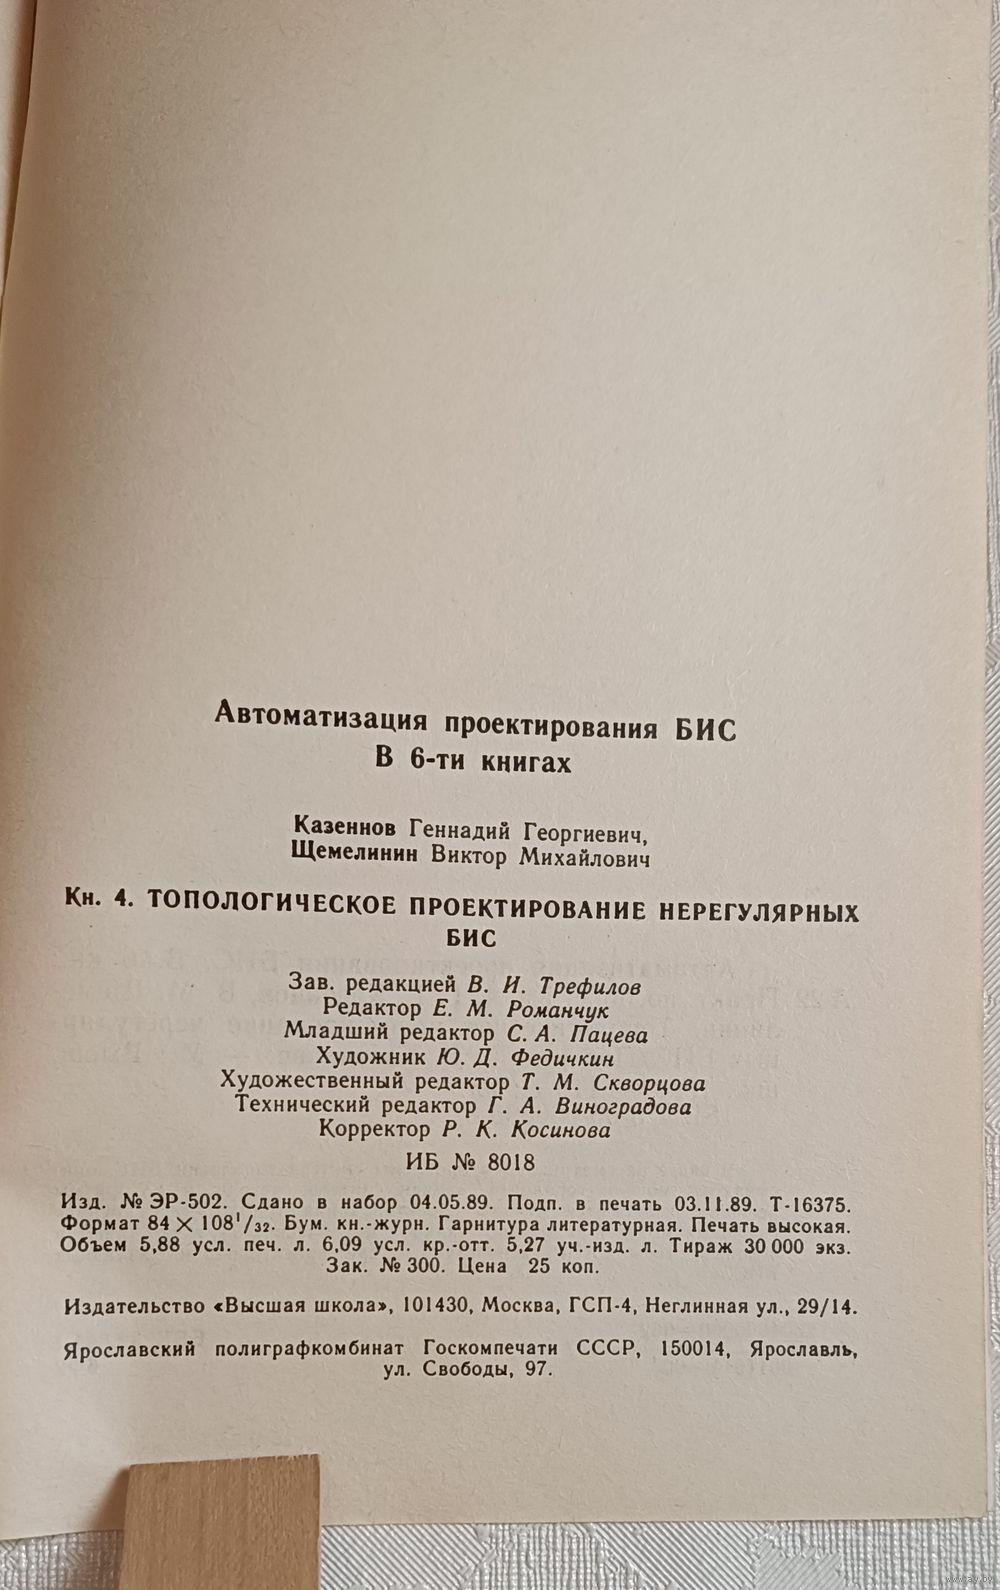 Автоматизация проектирования БИС
В 6-ти книгах
Казеннов Геннадий Георгиевич,
Щемелинин Виктор Михайлович
Кн. 4. ТОПОЛОГИЧЕСКОЕ ПРОЕКТИРОВАНИЕ НЕРЕГУЛЯРНЫХ
БИС
Зав. редакцией В. И. Трефилов
Редактор Е. М. Романчук
Младший редактор С. А. Пацева
Художник Ю. Д. Федичкин
Художественный редактор Т. М. Скворцова
Технический редактор Г. А. Виноградова
Корректор Р. К. Косинова
ИБ № 8018
Изд. № ЭР-502. Сдано в набор 04.05.89. Подп. в печать 03.11.89. Т-16375.
Формат 84 × 108¹/₃₂. Бум. кн.-журн. Гарнитура литературная. Печать высокая.
Объем 5,88 усл. печ. л. 6,09 усл. кр.-отт. 5,27 уч.-изд. л. Тираж 30 000 экз.
Зак. № 300. Цена 25 коп.
Издательство «Высшая школа», 101430, Москва, ГСП-4, Неглинная ул., 29/14.
Ярославский полиграфкомбинат Госкомпечати СССР, 150014, Ярославль,
ул. Свободы, 97.
www.ay.by